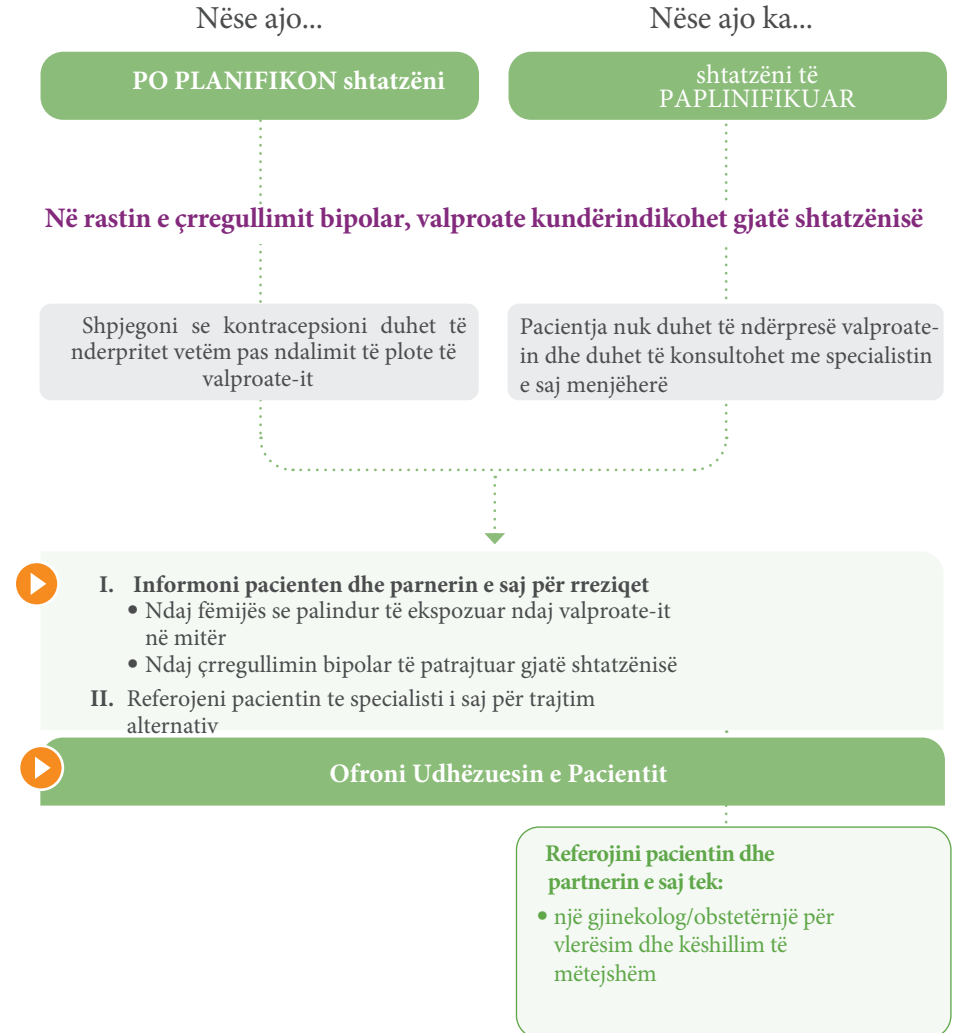 Nëse ajo...
Nëse ajo ka...
PO PLANIFIKON shtatzëni
shtatzëni të
PAPLINIFIKUAR
Në rastin e çrregullimit bipolar, valproate kundërindikohet gjatë shtatzënisë
Shpjegoni se kontracepsioni duhet të
nderpritet vetëm pas ndalimit të plote të
valproate-it
Pacientja nuk duhet të ndërpresë valproate-
in dhe duhet të konsultohet me specialistin
e saj menjëherë
I. Informoni pacienten dhe parnerin e saj për rreziqet
• Ndaj fëmijës se palindur të ekspozuar ndaj valproate-it
në mitër
• Ndaj çrregullimin bipolar të patrajtuar gjatë shtatzënisë
II. Referojeni pacientin te specialisti i saj për trajtim
alternativ
Ofroni Udhëzuesin e Pacientit
Referojini pacientin dhe
partnerin e saj tek:
• një gjinekolog/obstetërnjë për
vlerësim dhe këshillim të
mëtejshëm